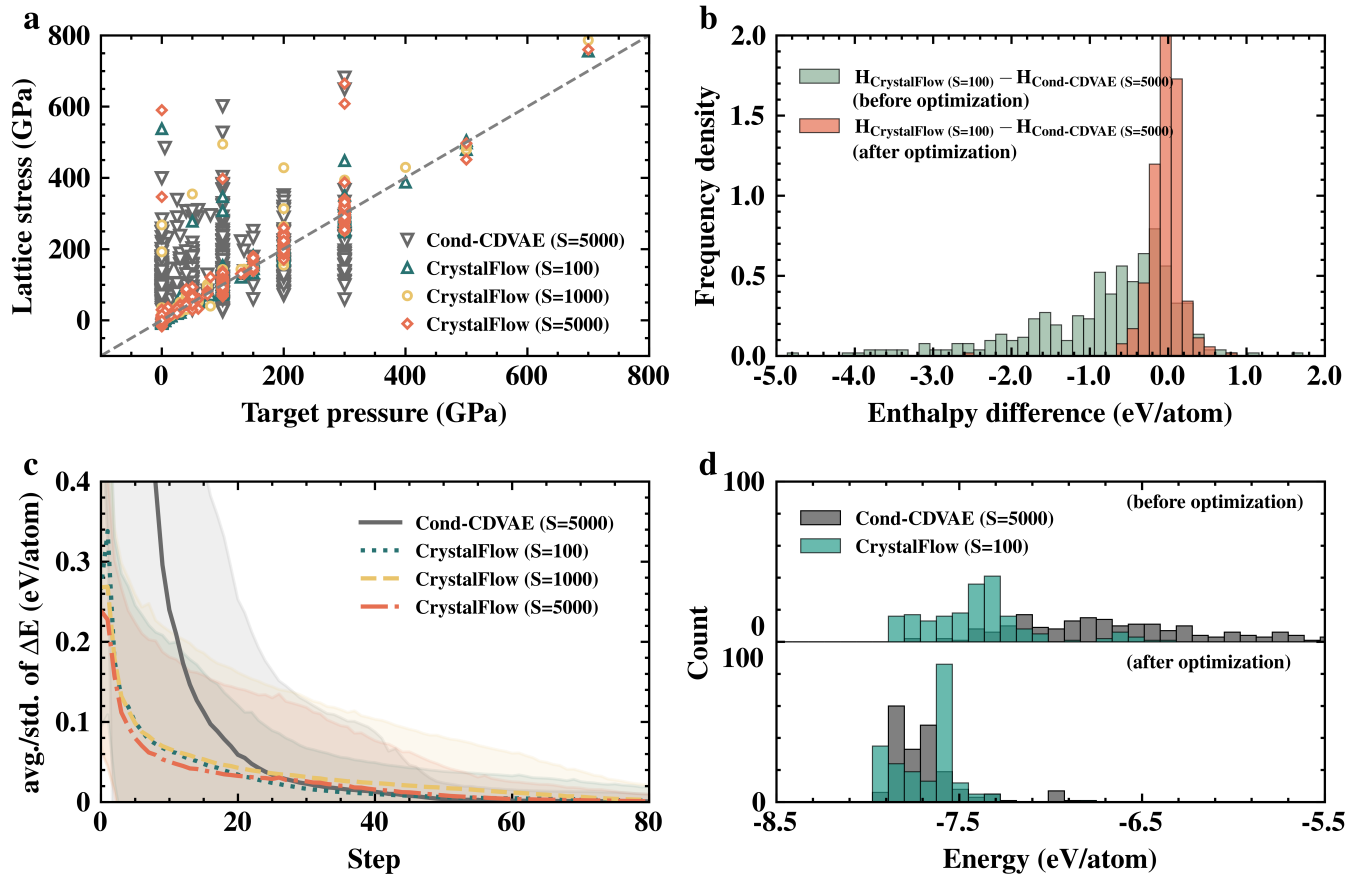 a
800
600
400
200
0
Lattice stress (GPa)
Cond-CDVAE (S=5000)
CrystalFlow (S=100)
CrystalFlow (S=1000)
CrystalFlow (S=5000)
0 200 400 600 800
Target pressure (GPa)
b
2.0
1.5
1.0
0.5
0.0
Frequency density
H_CrystalFlow (S=100) − H_Cond-CDVAE (S=5000)
(before optimization)
H_CrystalFlow (S=100) − H_Cond-CDVAE (S=5000)
(after optimization)
-5.0 -4.0 -3.0 -2.0 -1.0 0.0 1.0 2.0
Enthalpy difference (eV/atom)
c
0.4
0.3
0.2
0.1
0
avg./std. of ΔE (eV/atom)
Cond-CDVAE (S=5000)
CrystalFlow (S=100)
CrystalFlow (S=1000)
CrystalFlow (S=5000)
0 20 40 60 80
Step
d
100
(before optimization)
Cond-CDVAE (S=5000)
CrystalFlow (S=100)
0
Count
100
(after optimization)
0
-8.5 -7.5 -6.5 -5.5
Energy (eV/atom)